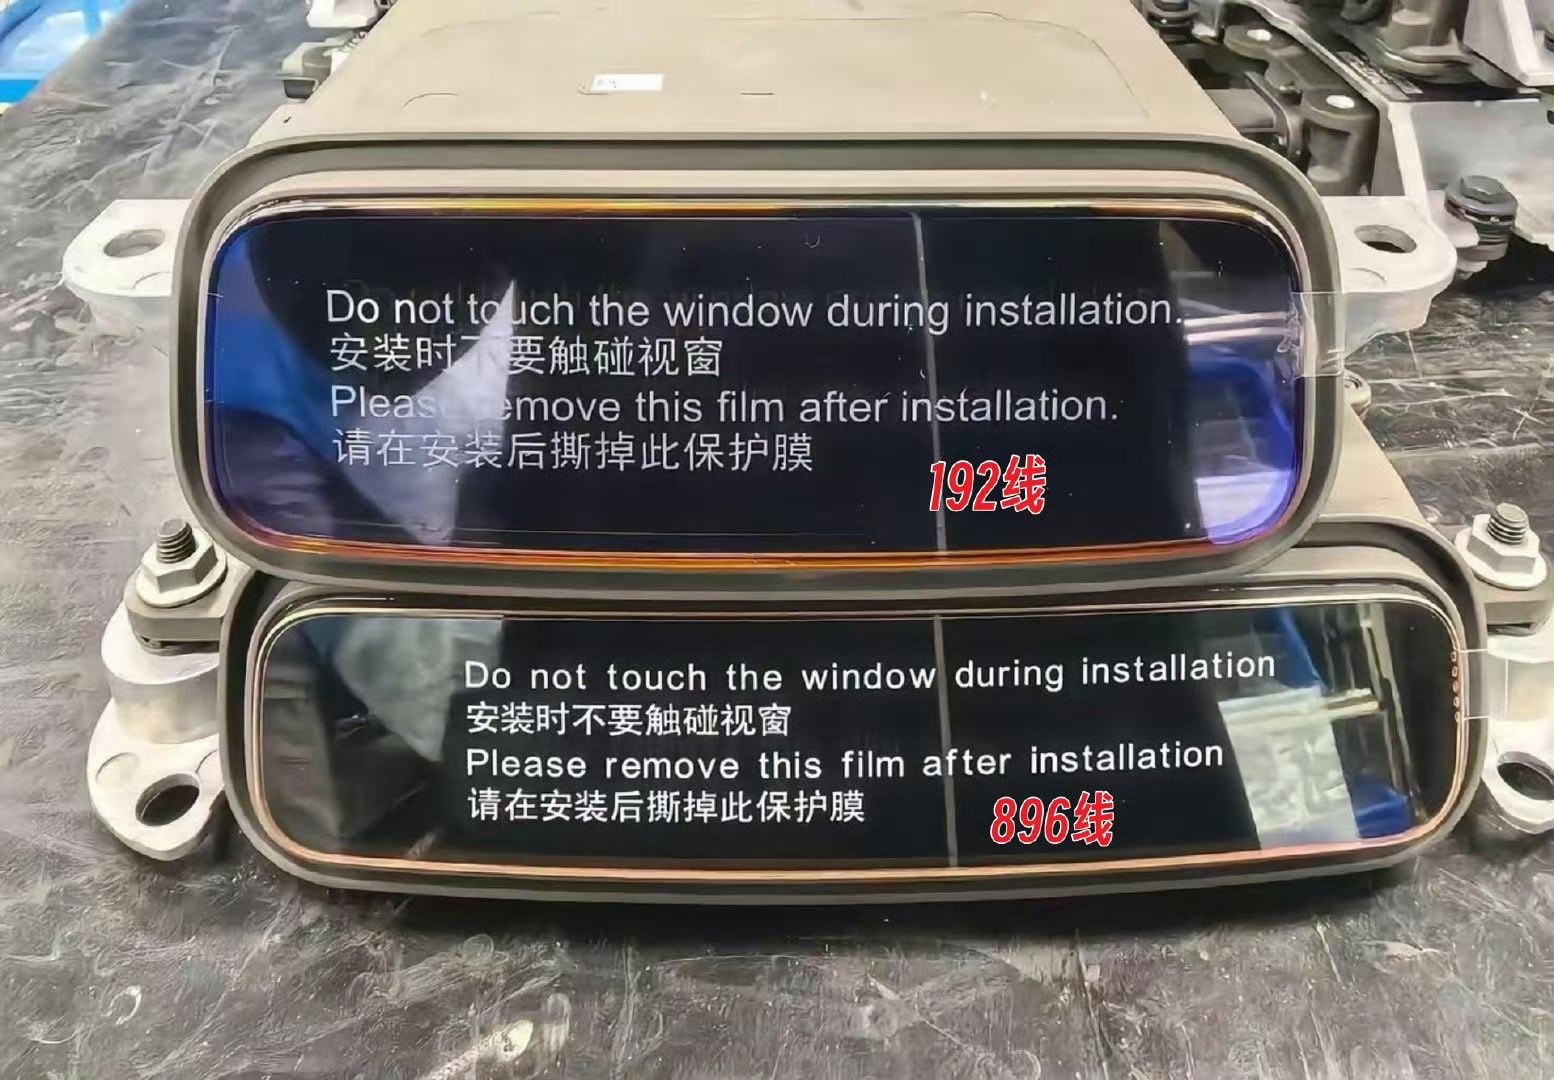 Do not touch the window during installation.
安装时不要触碰视窗
Please remove this film after installation.
请在安装后撕掉此保护膜
192线
Do not touch the window during installation
安装时不要触碰视窗
Please remove this film after installation
请在安装后撕掉此保护膜
896线